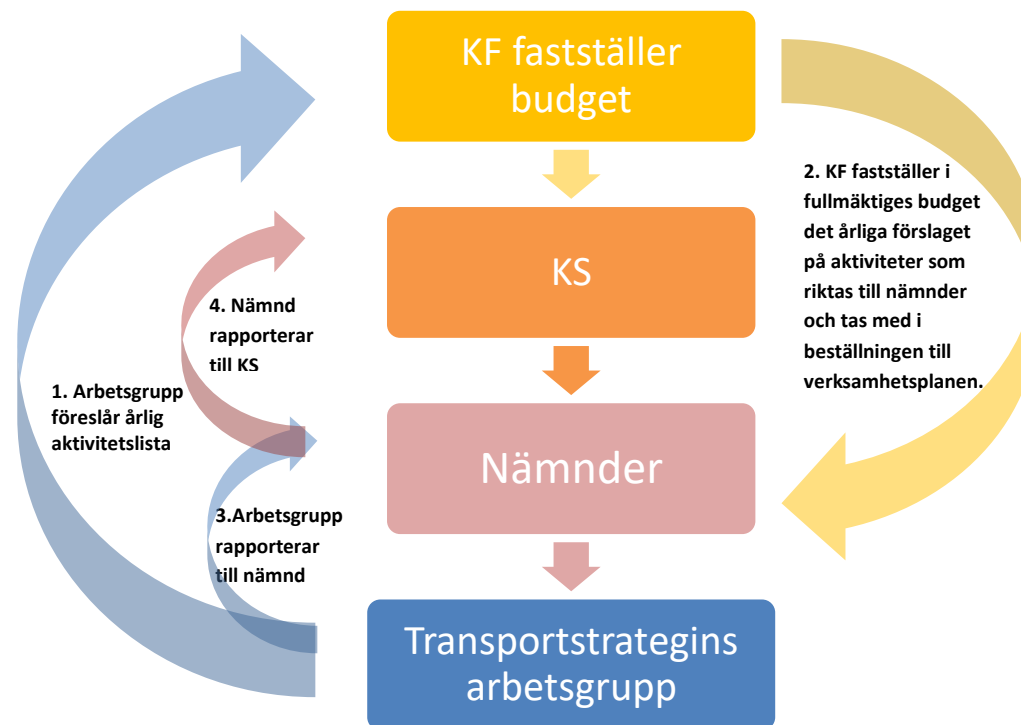 KF fastställer
budget
2. KF fastställer i
fullmäktiges budget
det årliga förslaget
på aktiviteter som
riktas till nämnder
och tas med i
beställningen till
verksamhetsplanen.
KS
4. Nämnd
rapporterar
till KS
1. Arbetsgrupp
föreslår årlig
aktivitetslista
Nämnder
3.Arbetsgrupp
rapporterar
till nämnd
Transportstrategins
arbetsgrupp